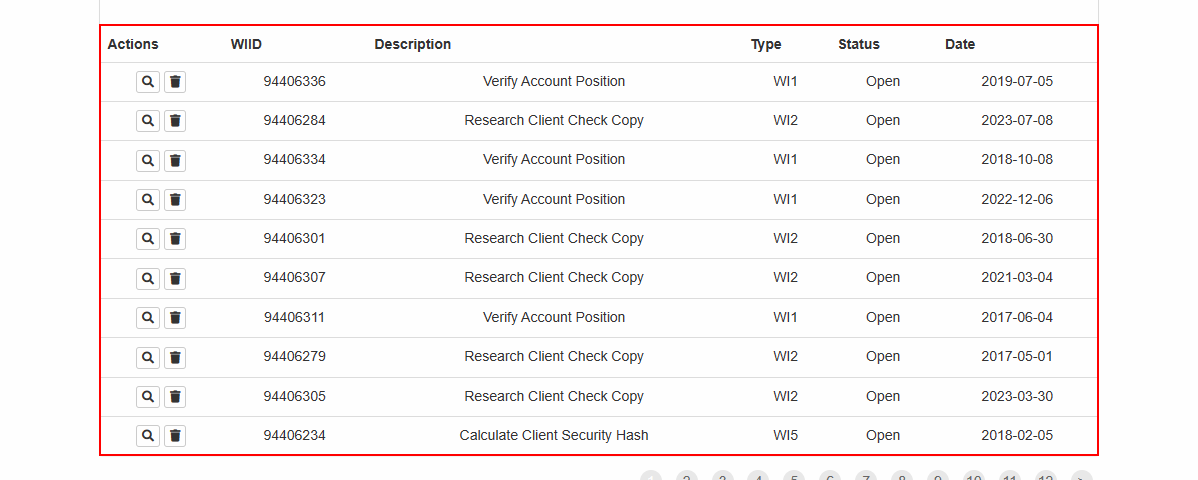 Actions WIID Description Type Status Date
94406336 Verify Account Position WI1 Open 2019-07-05
94406284 Research Client Check Copy WI2 Open 2023-07-08
94406334 Verify Account Position WI1 Open 2018-10-08
94406323 Verify Account Position WI1 Open 2022-12-06
94406301 Research Client Check Copy WI2 Open 2018-06-30
94406307 Research Client Check Copy WI2 Open 2021-03-04
94406311 Verify Account Position WI1 Open 2017-06-04
94406279 Research Client Check Copy WI2 Open 2017-05-01
94406305 Research Client Check Copy WI2 Open 2023-03-30
94406234 Calculate Client Security Hash WI5 Open 2018-02-05
1 2 3 4 5 6 7 8 9 10 11 12 >